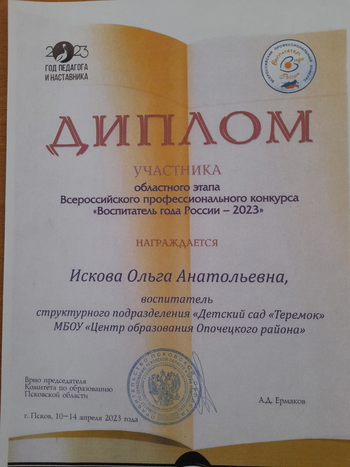 2023
ГОД ПЕДАГОГА
И НАСТАВНИКА
ДИПЛОМ
УЧАСТНИКА
областного этапа
Всероссийского профессионального конкурса
«Воспитатель года России – 2023»
НАГРАЖДАЕТСЯ
Искова Ольга Анатольевна,
воспитатель
структурного подразделения «Детский сад «Теремок»
МБОУ «Центр образования Опочецкого района»
Врио председателя
Комитета по образованию
Псковской области
А.Д. Ермаков
г. Псков, 10–14 апреля 2023 года